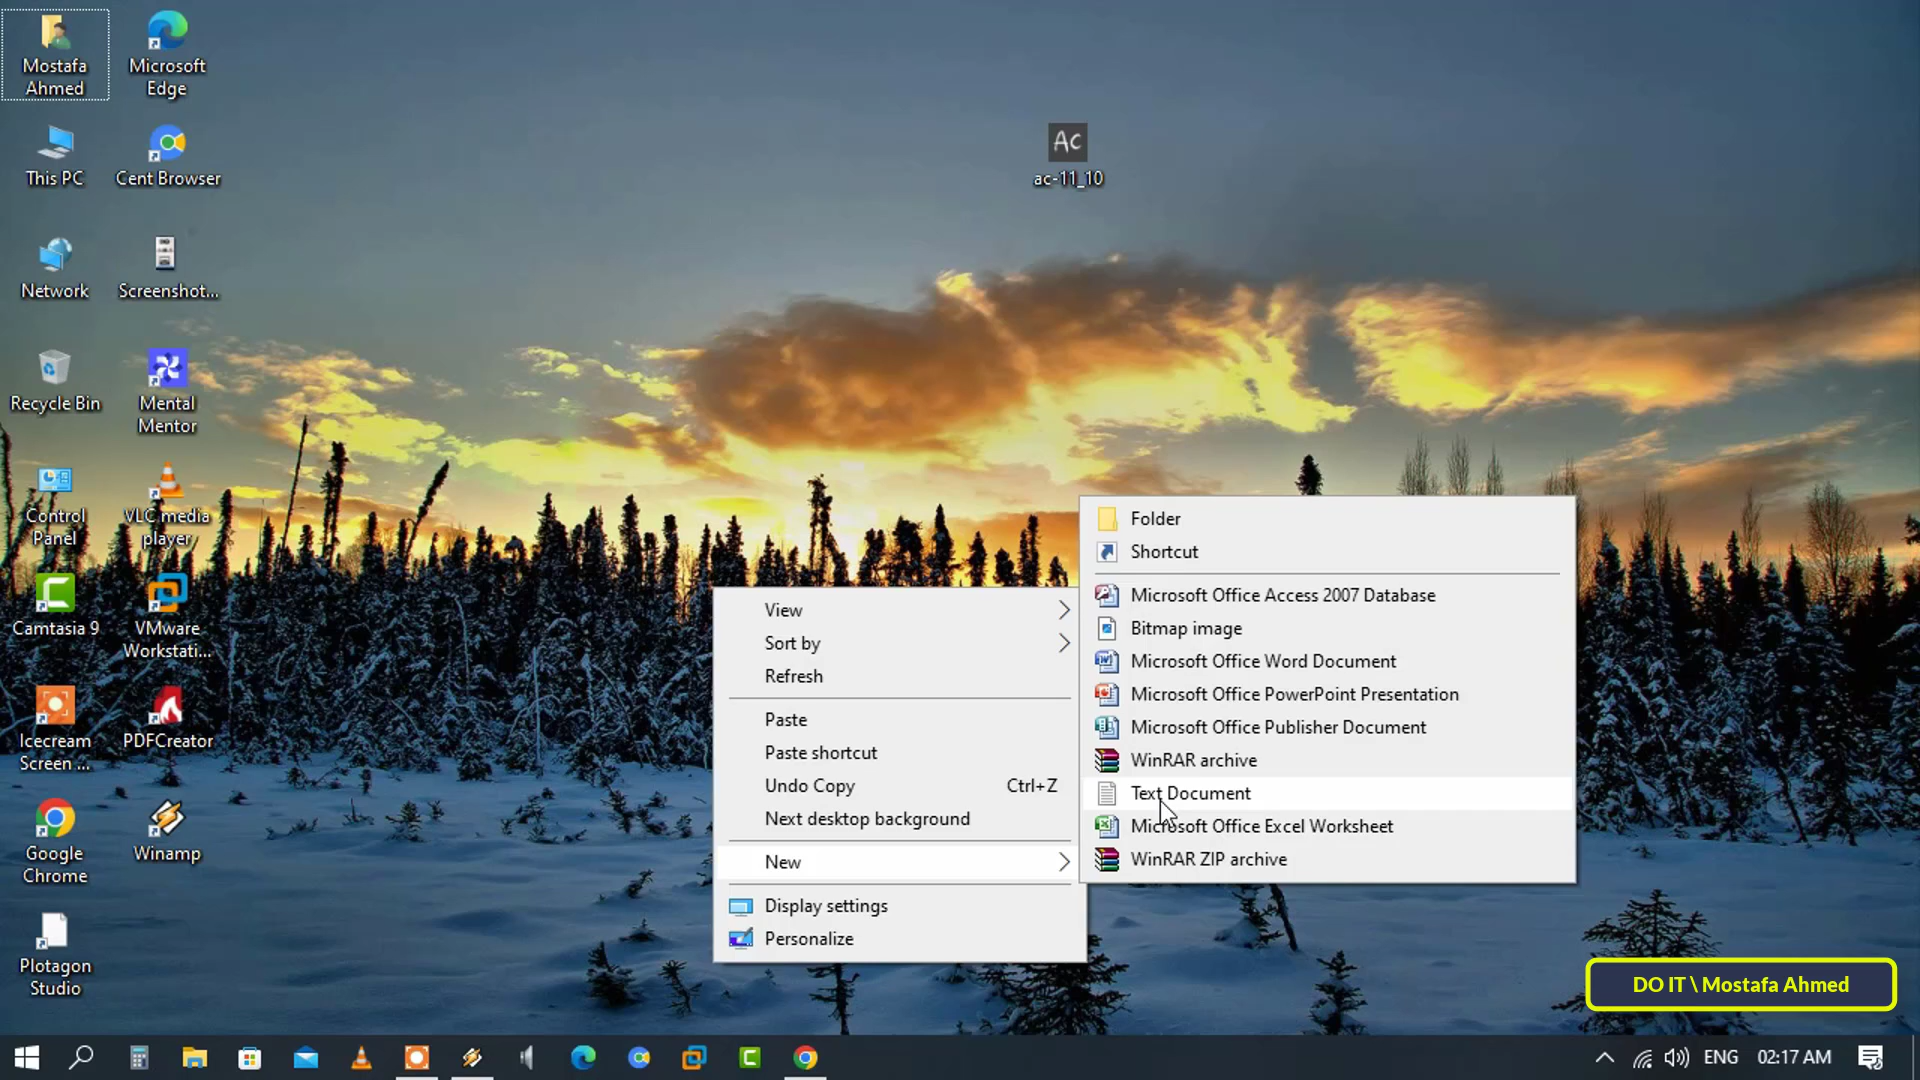 Mostafa
Ahmed
Microsoft
Edge
This PC
Cent Browser
Network
Screenshot...
Recycle Bin
Mental
Mentor
Control
Panel
VLC media
player
Camtasia 9
VMware
Workstati...
Icecream
Screen ...
PDFCreator
Google
Chrome
Winamp
Plotagon
Studio
Ac
ac-11_10
View
Sort by
Refresh
Paste
Paste shortcut
Undo Copy Ctrl+Z
Next desktop background
New
Display settings
Personalize
Folder
Shortcut
Microsoft Office Access 2007 Database
Bitmap image
Microsoft Office Word Document
Microsoft Office PowerPoint Presentation
Microsoft Office Publisher Document
WinRAR archive
Text Document
Microsoft Office Excel Worksheet
WinRAR ZIP archive
DO IT \ Mostafa Ahmed
ENG 02:17 AM